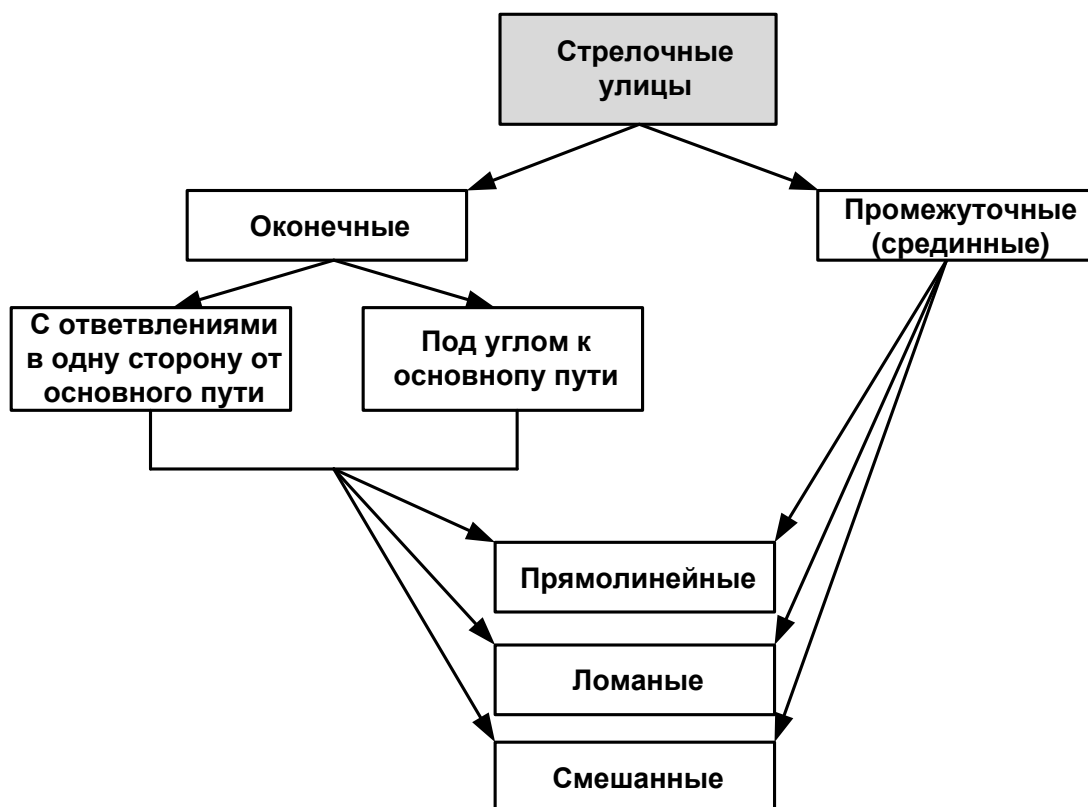 Стрелочные
улицы
Оконечные
Промежуточные
(срединные)
С ответвлениями
в одну сторону от
основного пути
Под углом к
основнопу пути
Прямолинейные
Ломаные
Смешанные